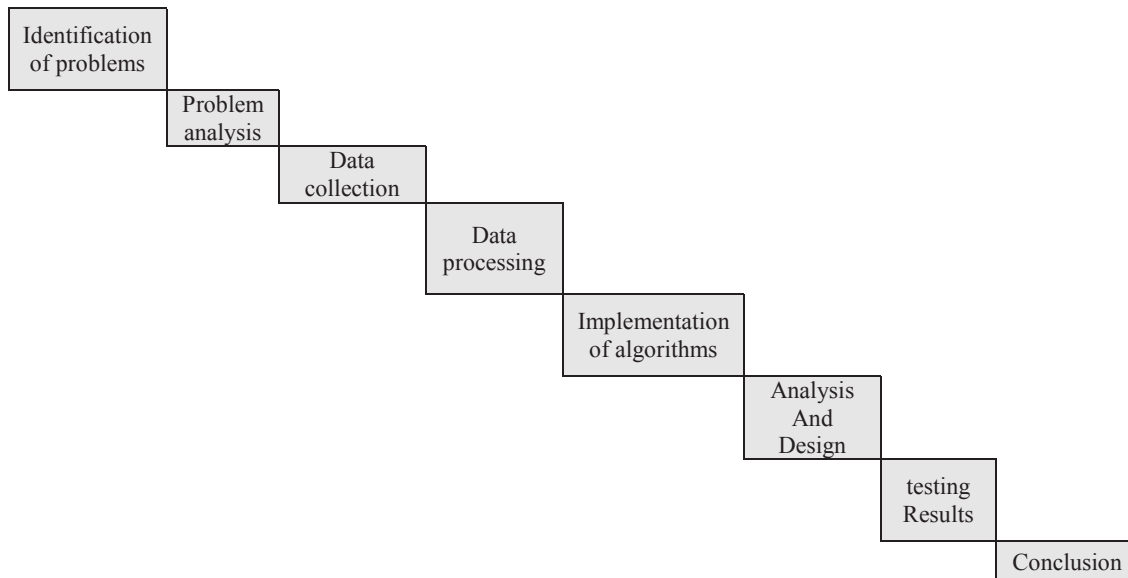 Identification
of problems
Problem
analysis
Data
collection
Data
processing
Implementation
of algorithms
Analysis
And
Design
testing
Results
Conclusion